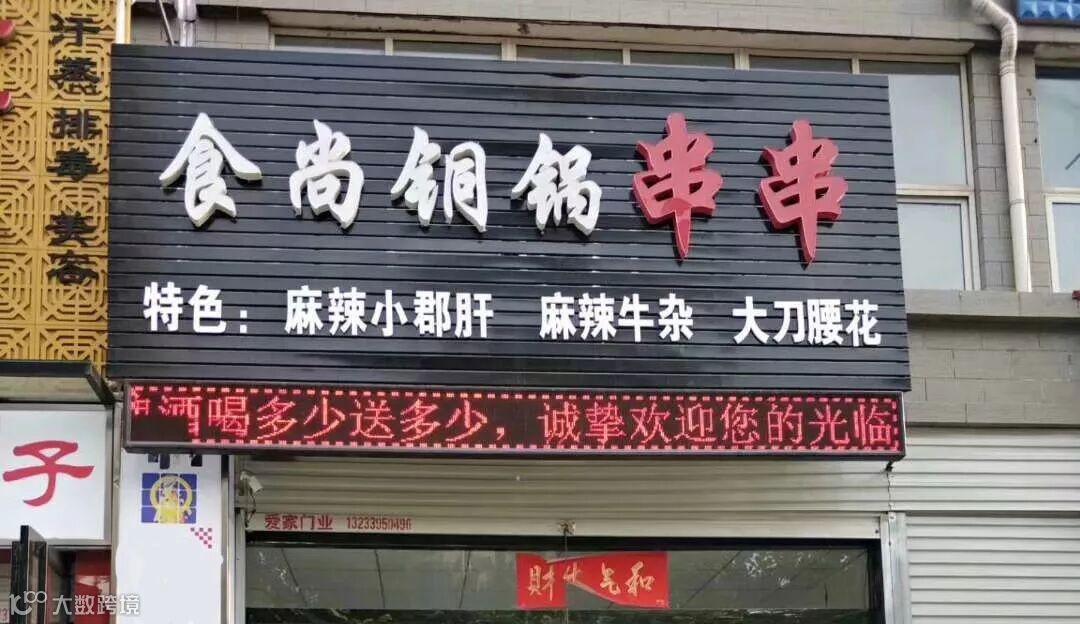 汗蒸排毒 美容
食尚铜锅串串
特色：麻辣小郡肝 麻辣牛杂 大刀腰花
酒喝多少送多少，诚挚欢迎您的光临
子
爱家门业 13233950496
财生气和
大数跨境